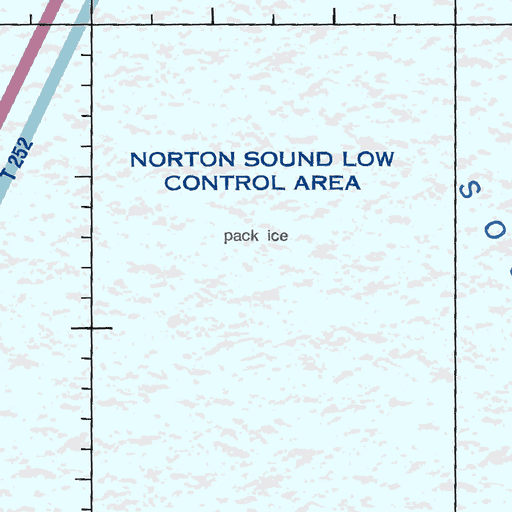 T 252
NORTON SOUND LOW
CONTROL AREA
S
O
pack ice